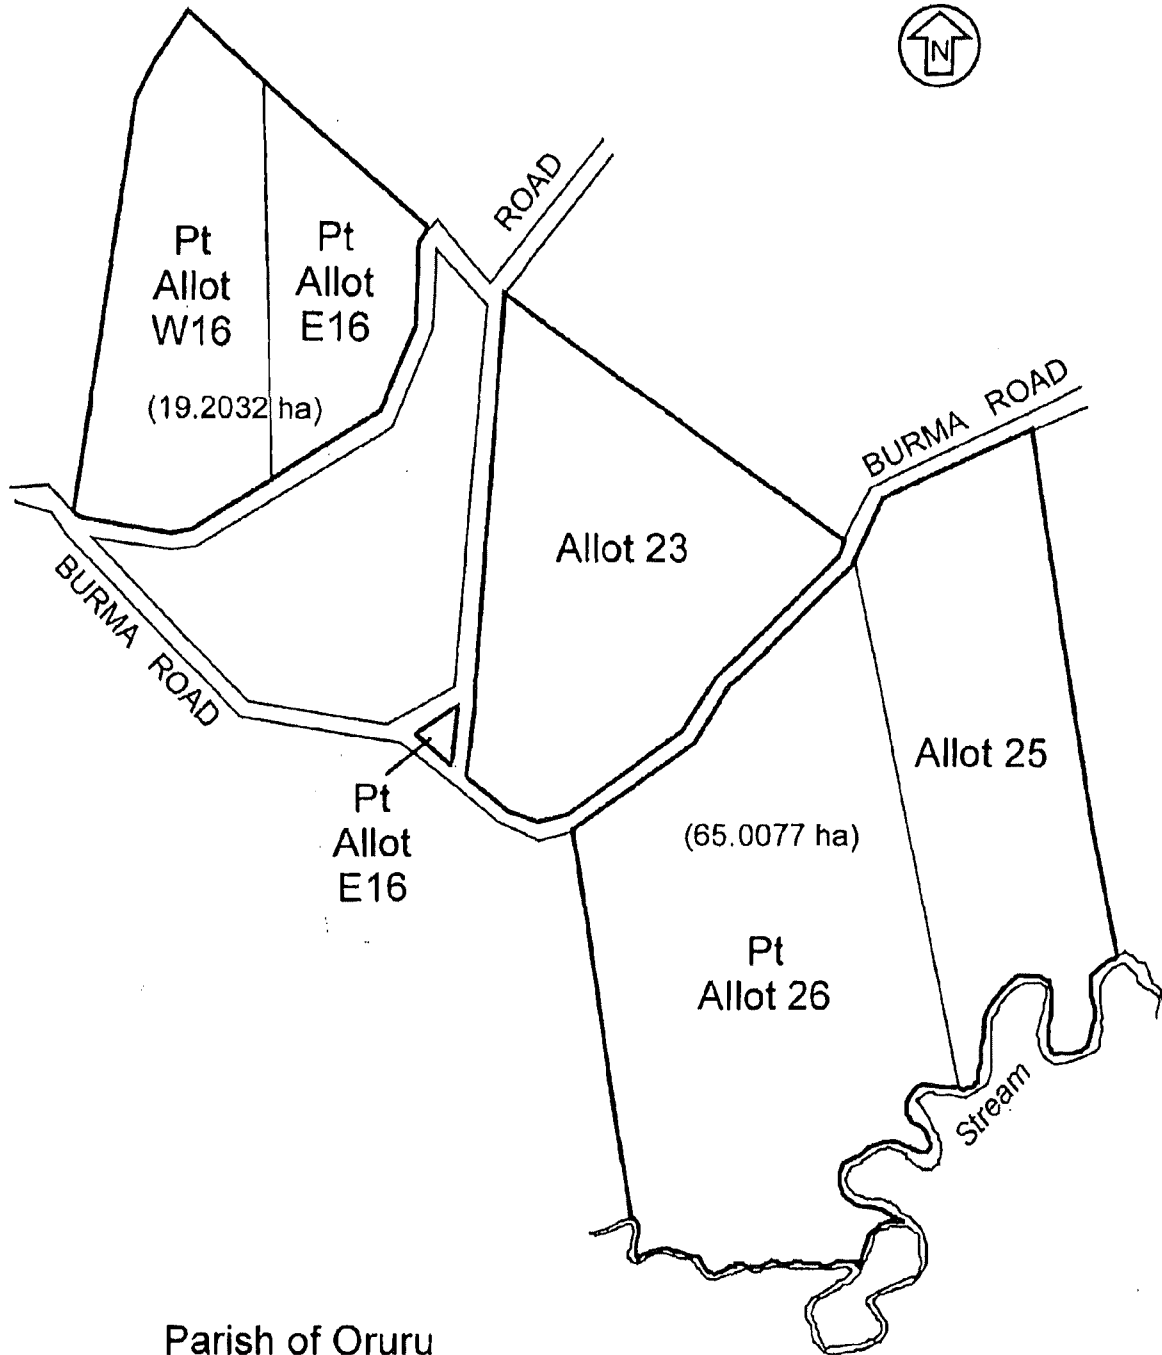 N
ROAD
Pt
Allot
W16
Pt
Allot
E16
(19.2032 ha)
BURMA ROAD
Allot 23
BURMA ROAD
Allot 25
Pt
Allot
E16
(65.0077 ha)
Pt
Allot 26
Stream
Parish of Oruru